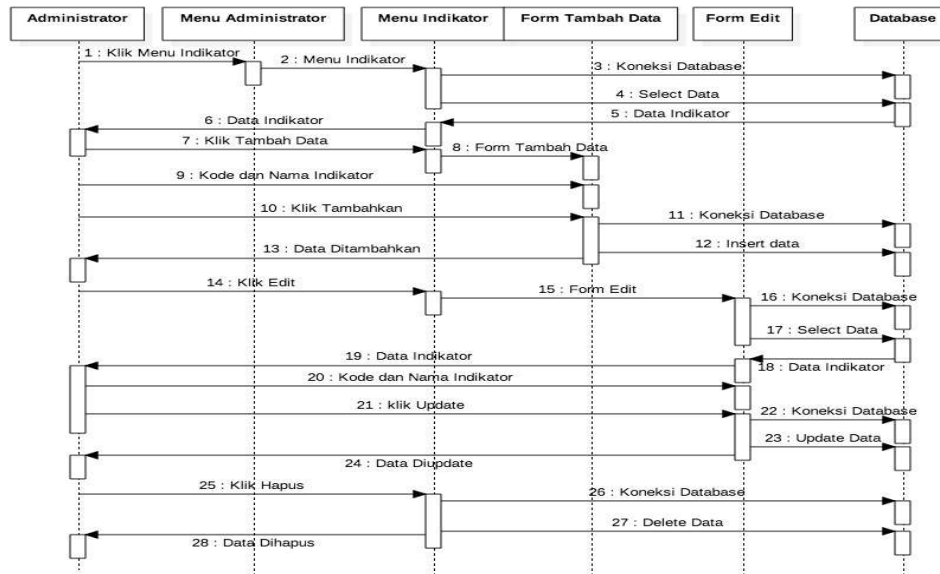 Administrator
Menu Administrator
Menu Indikator
Form Tambah Data
Form Edit
Database
1 : Klik Menu Indikator
2 : Menu Indikator
3 : Koneksi Database
4 : Select Data
5 : Data Indikator
6 : Data Indikator
7 : Klik Tambah Data
8 : Form Tambah Data
9 : Kode dan Nama Indikator
10 : Klik Tambahkan
11 : Koneksi Database
12 : Insert data
13 : Data Ditambahkan
14 : Klik Edit
15 : Form Edit
16 : Koneksi Database
17 : Select Data
18 : Data Indikator
19 : Data Indikator
20 : Kode dan Nama Indikator
21 : klik Update
22 : Koneksi Database
23 : Update Data
24 : Data Diupdate
25 : Klik Hapus
26 : Koneksi Database
27 : Delete Data
28 : Data Dihapus